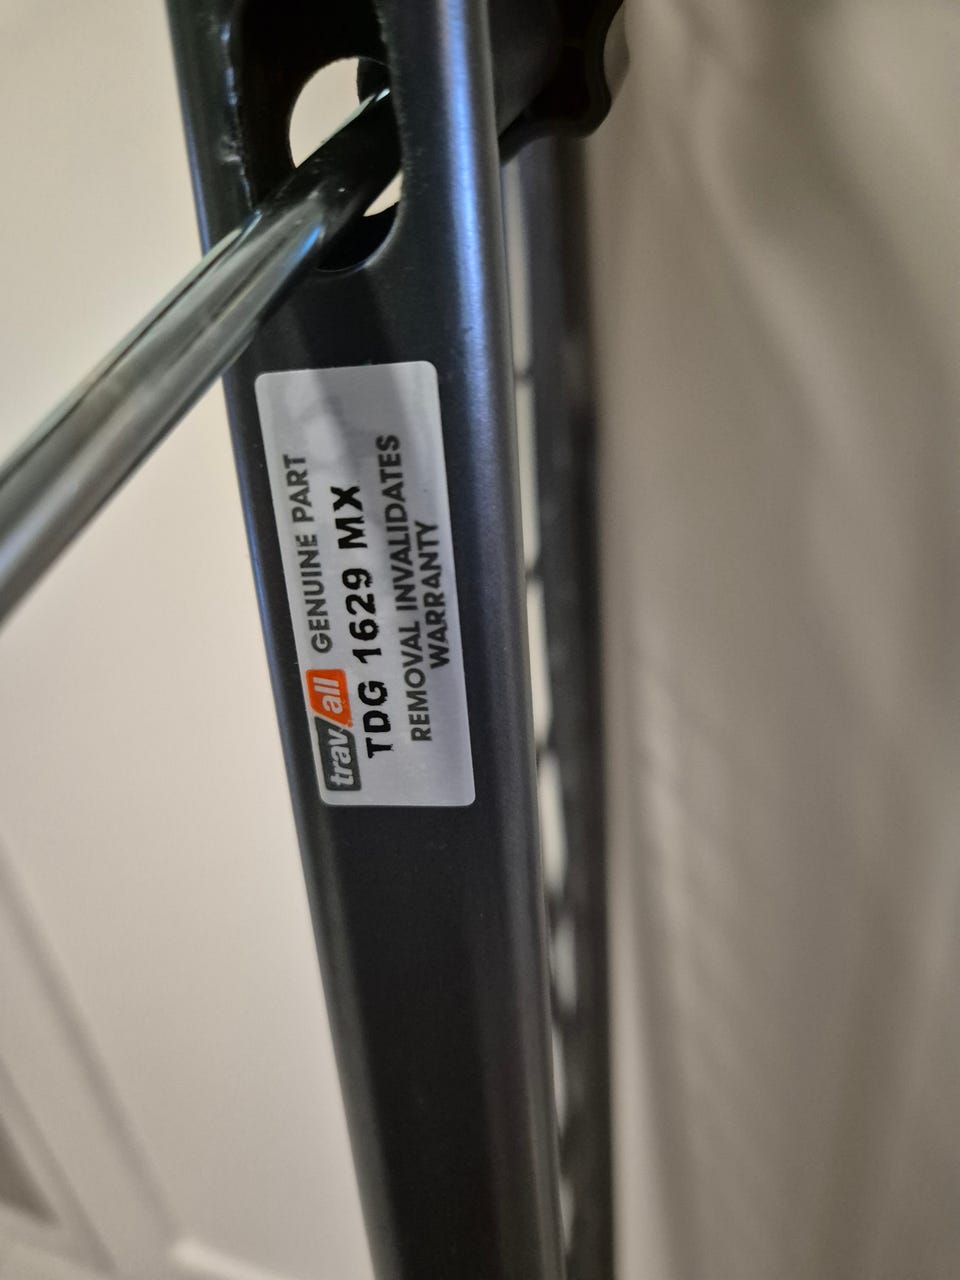 trav/all GENUINE PART
TDG 1629 MX
REMOVAL INVALIDATES
WARRANTY